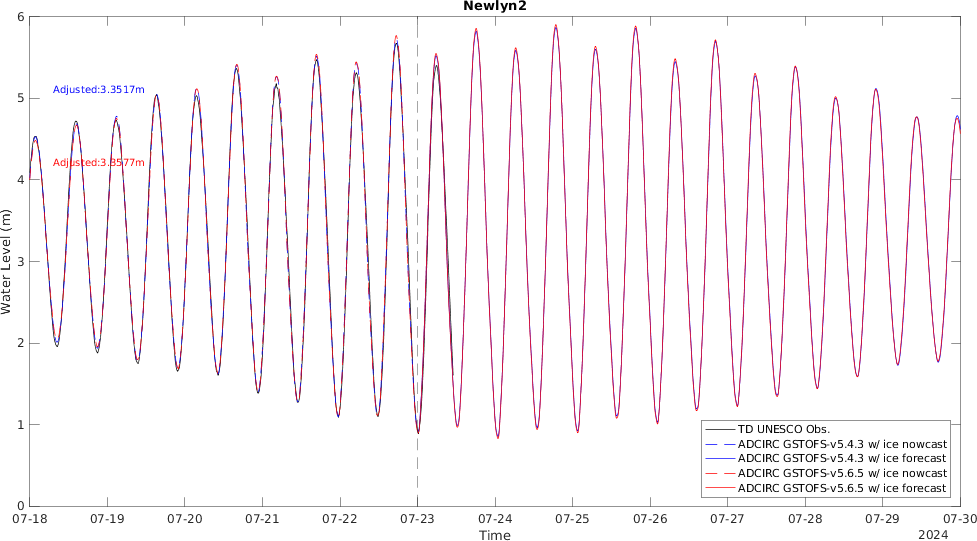 Newlyn2
6
5
4
3
2
1
0
Water Level (m)
Adjusted:3.3517m
Adjusted:3.3577m
TD UNESCO Obs.
ADCIRC GSTOFS-v5.4.3 w/ ice nowcast
ADCIRC GSTOFS-v5.4.3 w/ ice forecast
ADCIRC GSTOFS-v5.6.5 w/ ice nowcast
ADCIRC GSTOFS-v5.6.5 w/ ice forecast
07-18 07-19 07-20 07-21 07-22 07-23 07-24 07-25 07-26 07-27 07-28 07-29 07-30
Time
2024